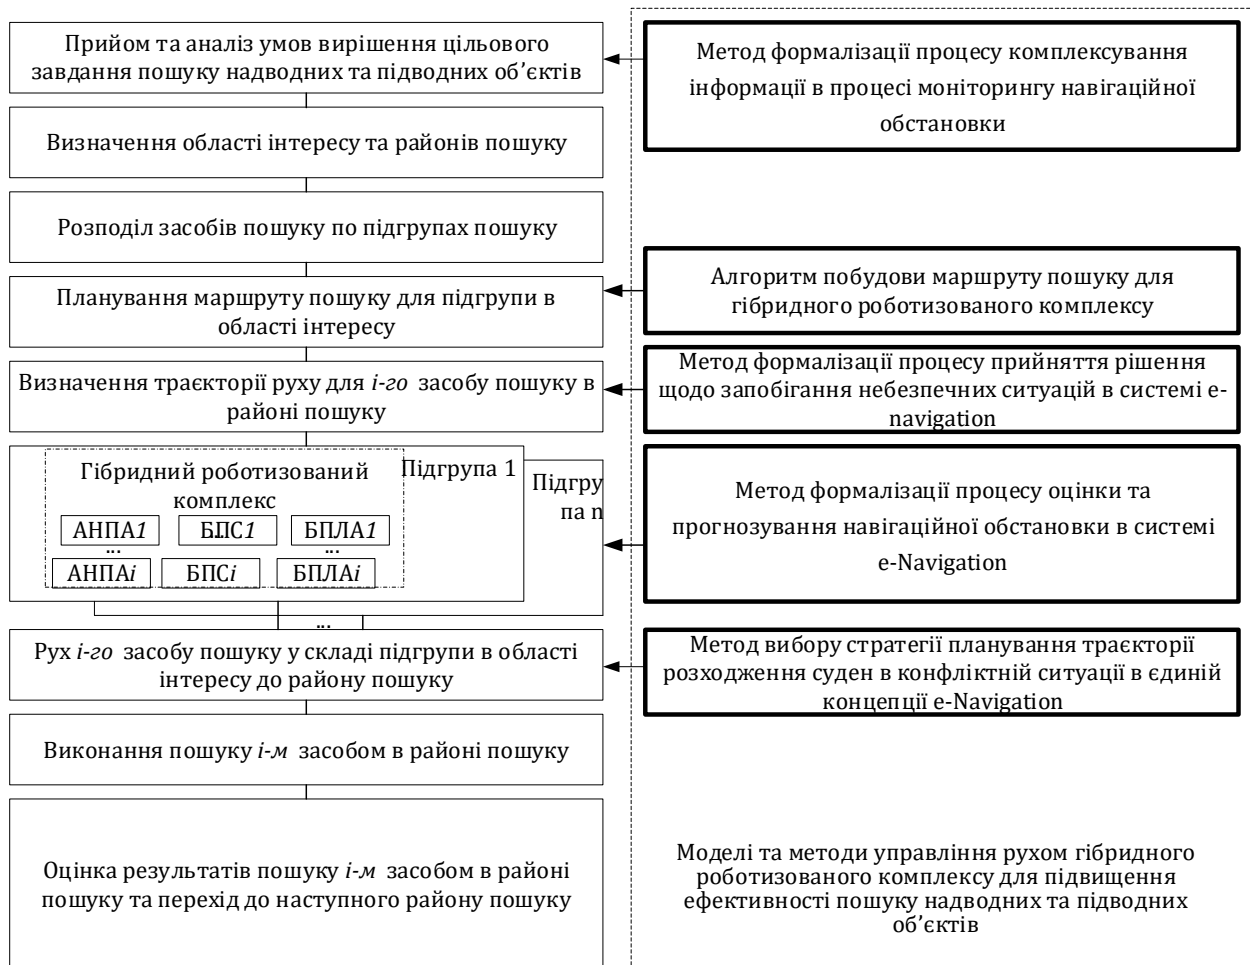 Прийом та аналіз умов вирішення цільового
завдання пошуку надводних та підводних об’єктів
Визначення області інтересу та районів пошуку
Розподіл засобів пошуку по підгрупах пошуку
Планування маршруту пошуку для підгрупи в
області інтересу
Визначення траєкторії руху для і-го засобу пошуку в
районі пошуку
Гібридний роботизований
комплекс
Підгрупа 1
Підгру
па n
АНПА1
БПС1
БПЛА1
...
...
...
АНПАi
БПСi
БПЛАi
...
Рух і-го засобу пошуку у складі підгрупи в області
інтересу до району пошуку
Виконання пошуку і-м засобом в районі пошуку
Оцінка результатів пошуку і-м засобом в районі
пошуку та перехід до наступного району пошуку
Метод формалізації процесу комплексування
інформації в процесі моніторингу навігаційної
обстановки
Алгоритм побудови маршруту пошуку для
гібридного роботизованого комплексу
Метод формалізації процесу прийняття рішення
щодо запобігання небезпечних ситуацій в системі e-
navigation
Метод формалізації процесу оцінки та
прогнозування навігаційної обстановки в системі
e-Navigation
Метод вибору стратегії планування траєкторії
розходження суден в конфліктній ситуації в єдиній
концепції e-Navigation
Моделі та методи управління рухом гібридного
роботизованого комплексу для підвищення
ефективності пошуку надводних та підводних
об’єктів